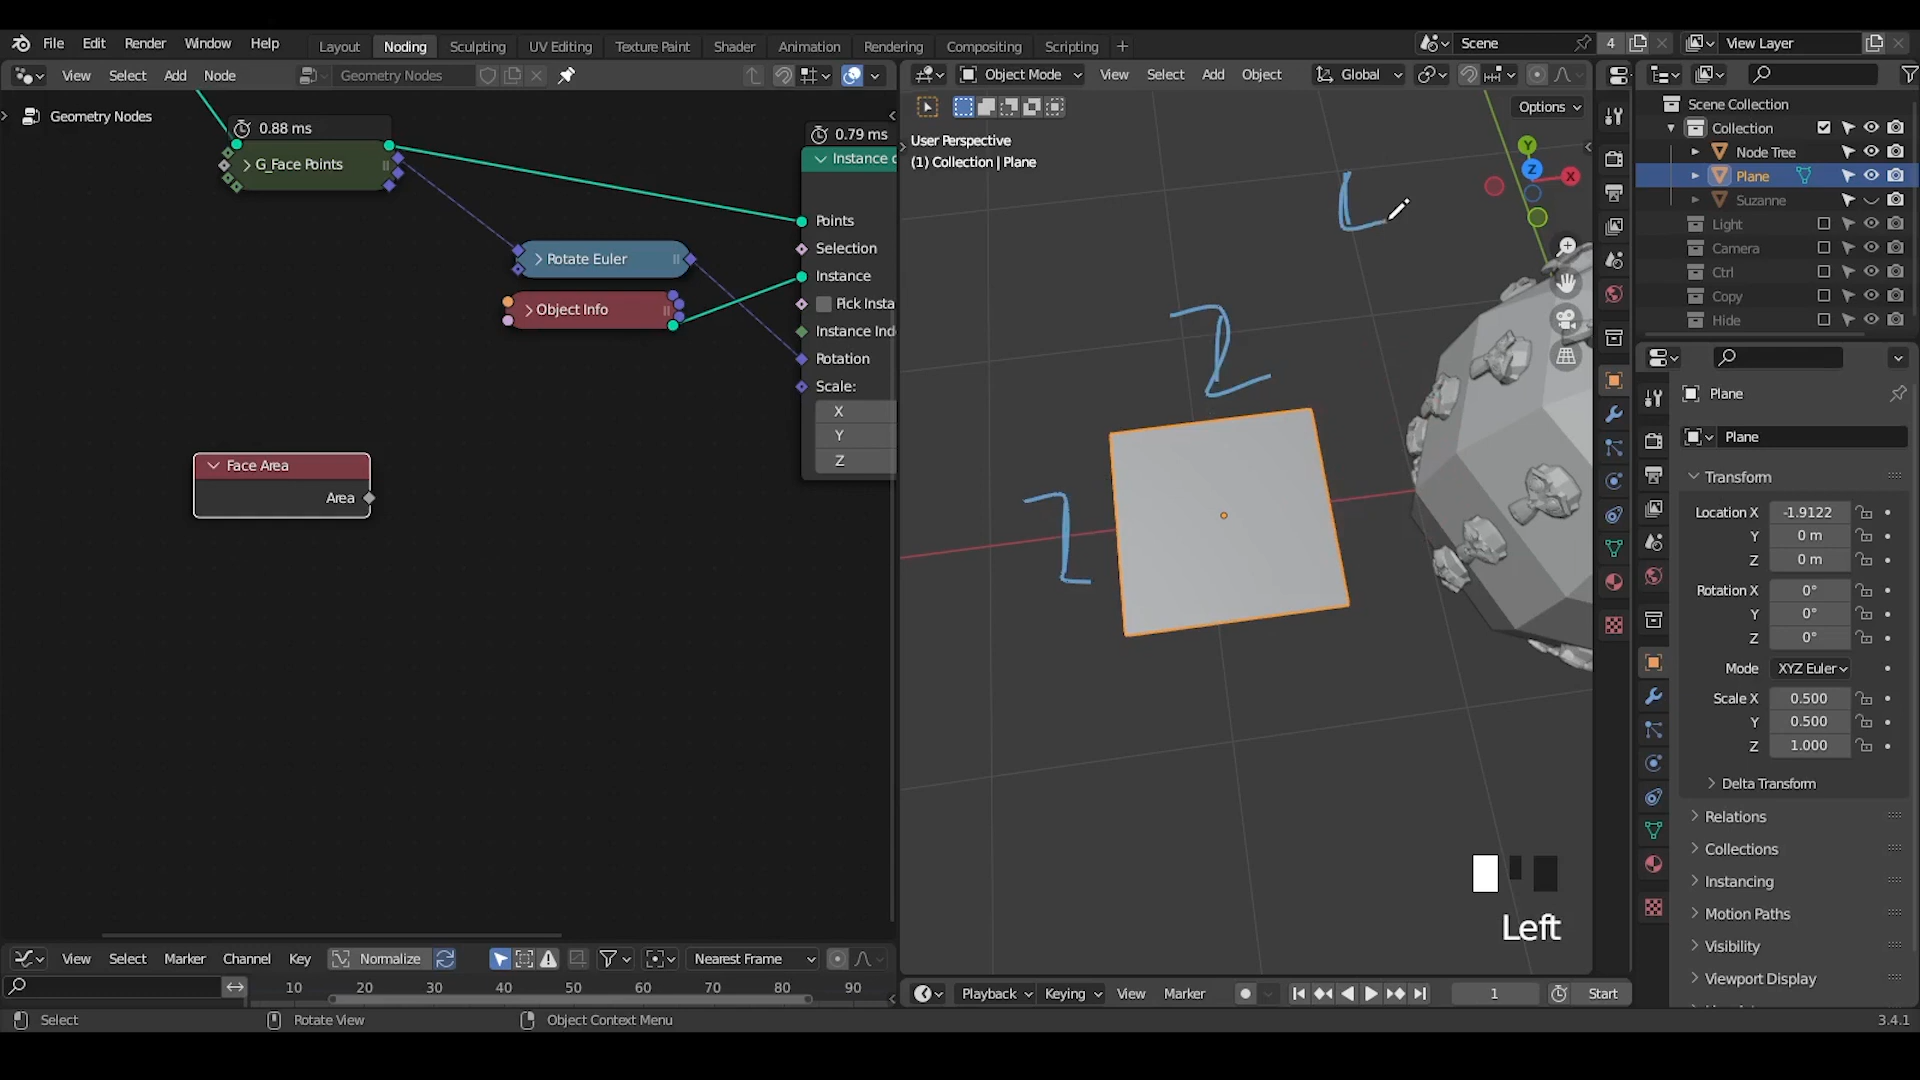 File Edit Render Window Help Layout Noding Sculpting UV Editing Texture Paint Shader Animation Rendering Compositing Scripting + Scene 4 View Layer
View Select Add Node Geometry Nodes Object Mode View Select Add Object Global
Options
Geometry Nodes
0.88 ms
G_Face Points
0.79 ms
Instance
Points
Selection
Instance
Pick Insta
Instance Ind
Rotation
Scale:
X
Y
Z
Rotate Euler
Object Info
Face Area
Area
User Perspective
(1) Collection | Plane
2
2
Y
Z
X
Left
Scene Collection
Collection
Node Tree
Plane
Suzanne
Light
Camera
Ctrl
Copy
Hide
Plane
Plane
Transform
Location X -1.9122
Y 0 m
Z 0 m
Rotation X 0°
Y 0°
Z 0°
Mode XYZ Euler
Scale X 0.500
Y 0.500
Z 1.000
Delta Transform
Relations
Collections
Instancing
Motion Paths
Visibility
Viewport Display
View Select Marker Channel Key Normalize Nearest Frame
10 20 30 40 50 60 70 80 90
Playback Keying View Marker 1 Start
Select Rotate View Object Context Menu 3.4.1